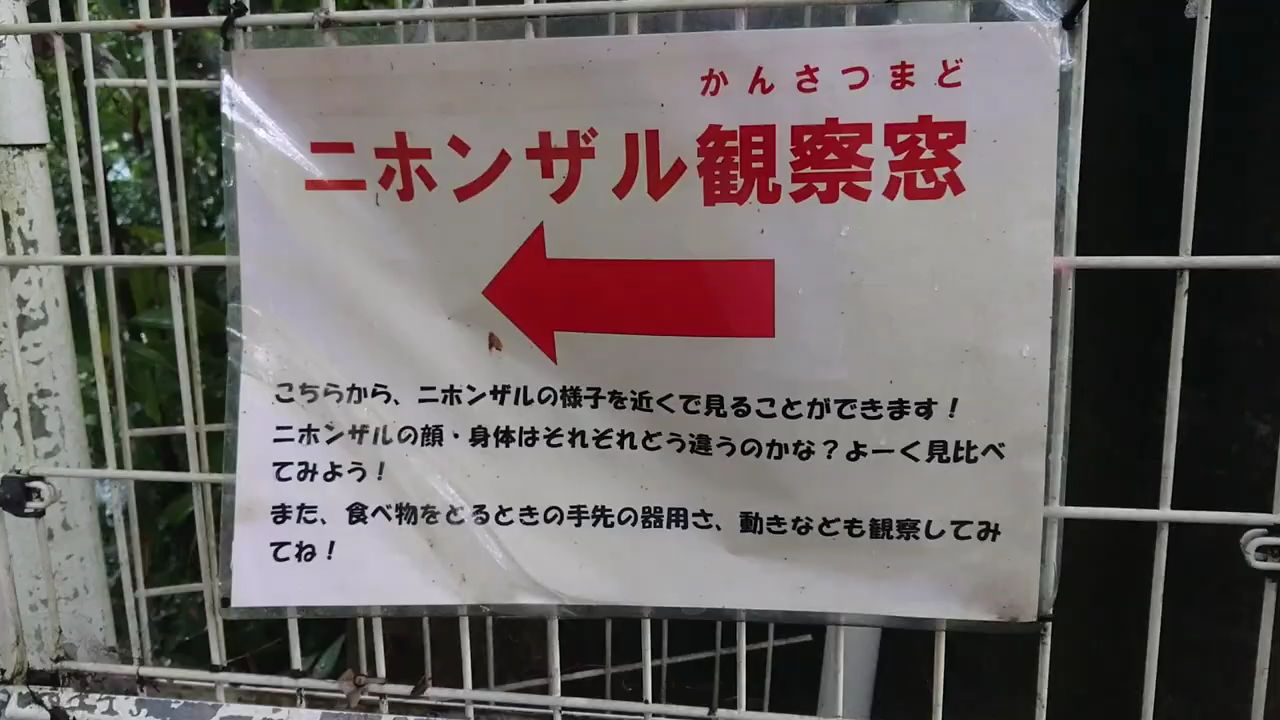 かんさつまど
ニホンザル観察窓
こちらから、ニホンザルの様子を近くで見ることができます！
ニホンザルの顔・身体はそれぞれどう違うのかな？よーく見比べ
てみよう！
また、食べ物をとるときの手先の器用さ、動きなども観察してみ
てね！